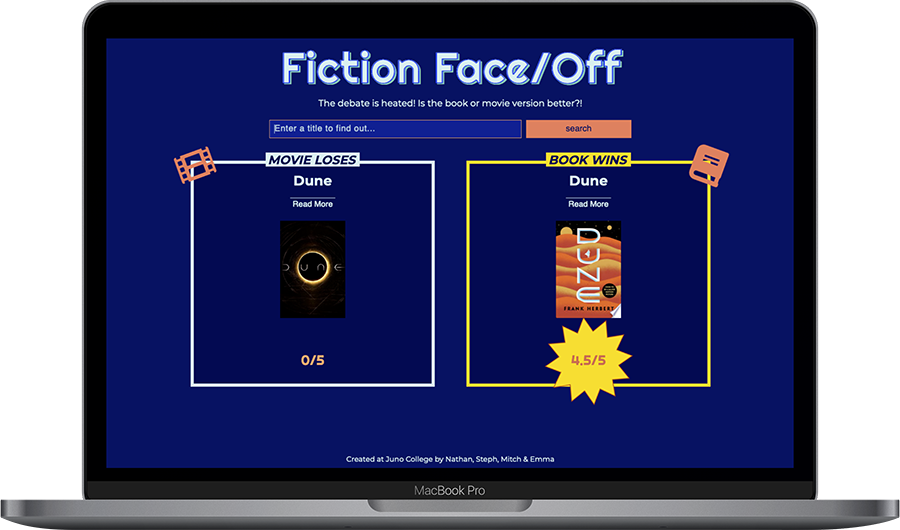 Fiction Face/Off
The debate is heated! Is the book or movie version better?!
Enter a title to find out...
search
MOVIE LOSES
Dune
Read More
DUNE
0/5
BOOK WINS
Dune
Read More
DUNE
FRANK HERBERT
4.5/5
Created at Juno College by Nathan, Steph, Mitch & Emma
MacBook Pro